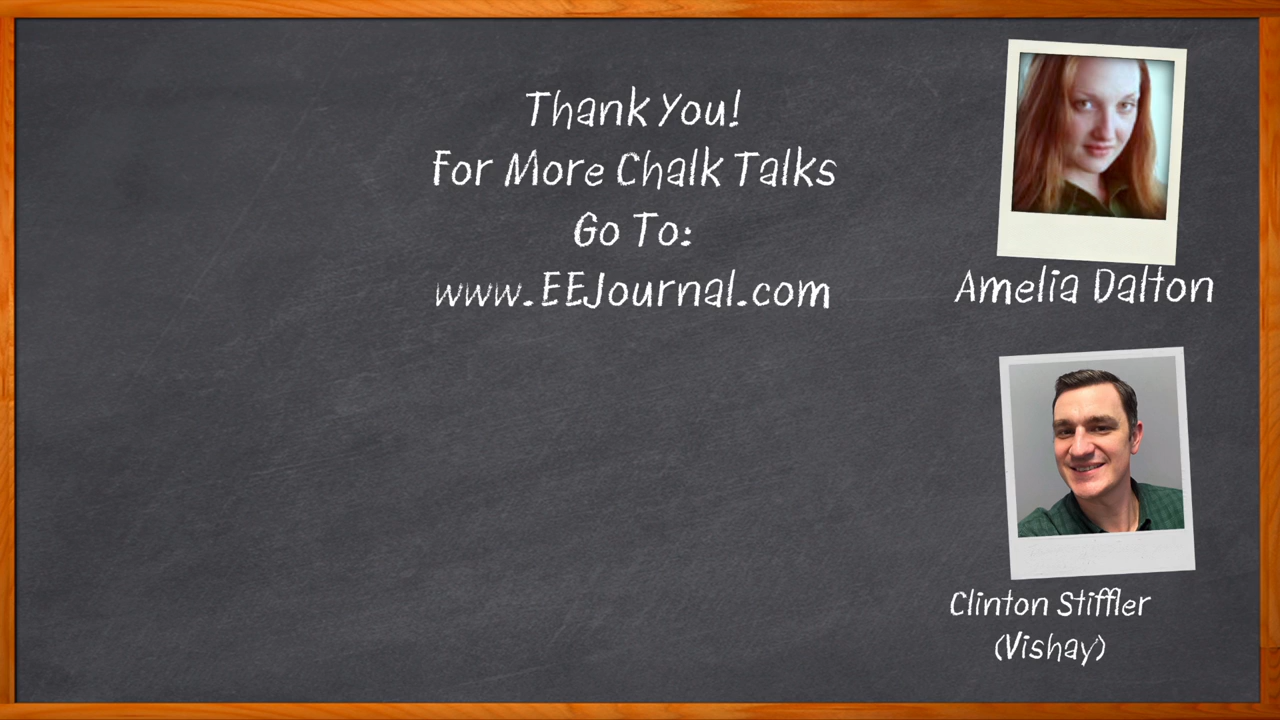 Thank You!
For More Chalk Talks
Go To:
www.EEJournal.com
Amelia Dalton
Clinton Stiffler
(Vishay)